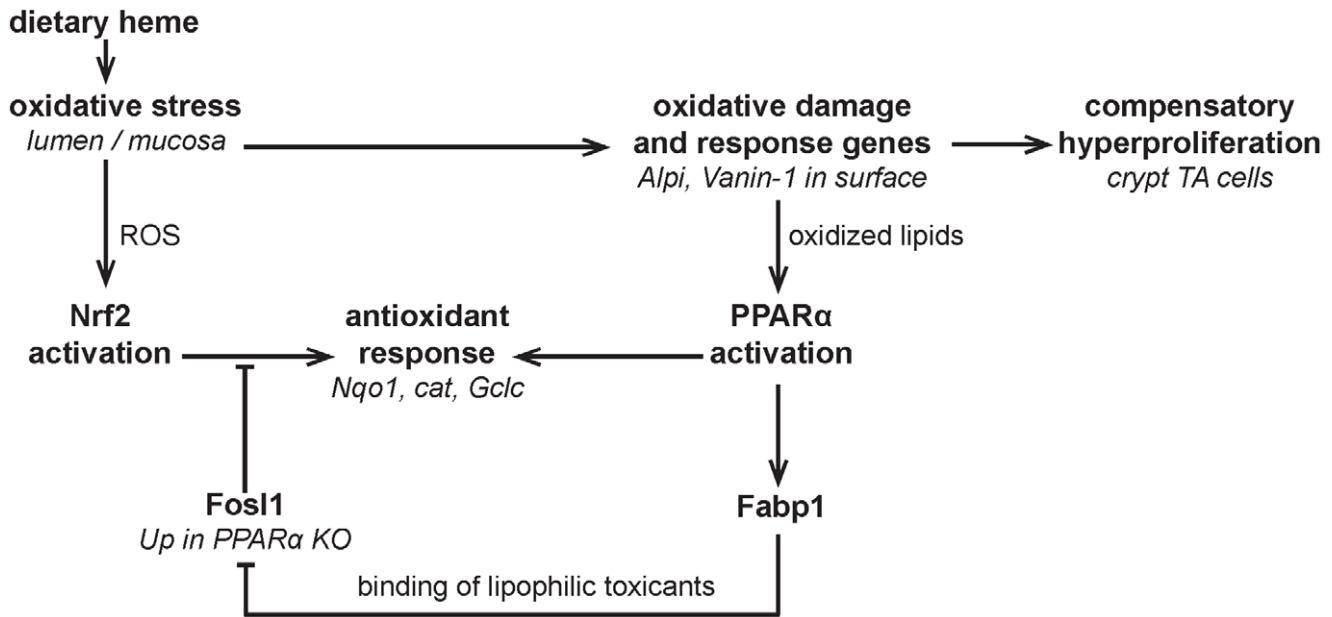 dietary heme
oxidative stress
lumen / mucosa
oxidative damage
and response genes
Alpi, Vanin-1 in surface
compensatory
hyperproliferation
crypt TA cells
ROS
oxidized lipids
Nrf2
activation
antioxidant
response
Nqo1, cat, Gclc
PPARα
activation
Fosl1
Up in PPARα KO
Fabp1
binding of lipophilic toxicants